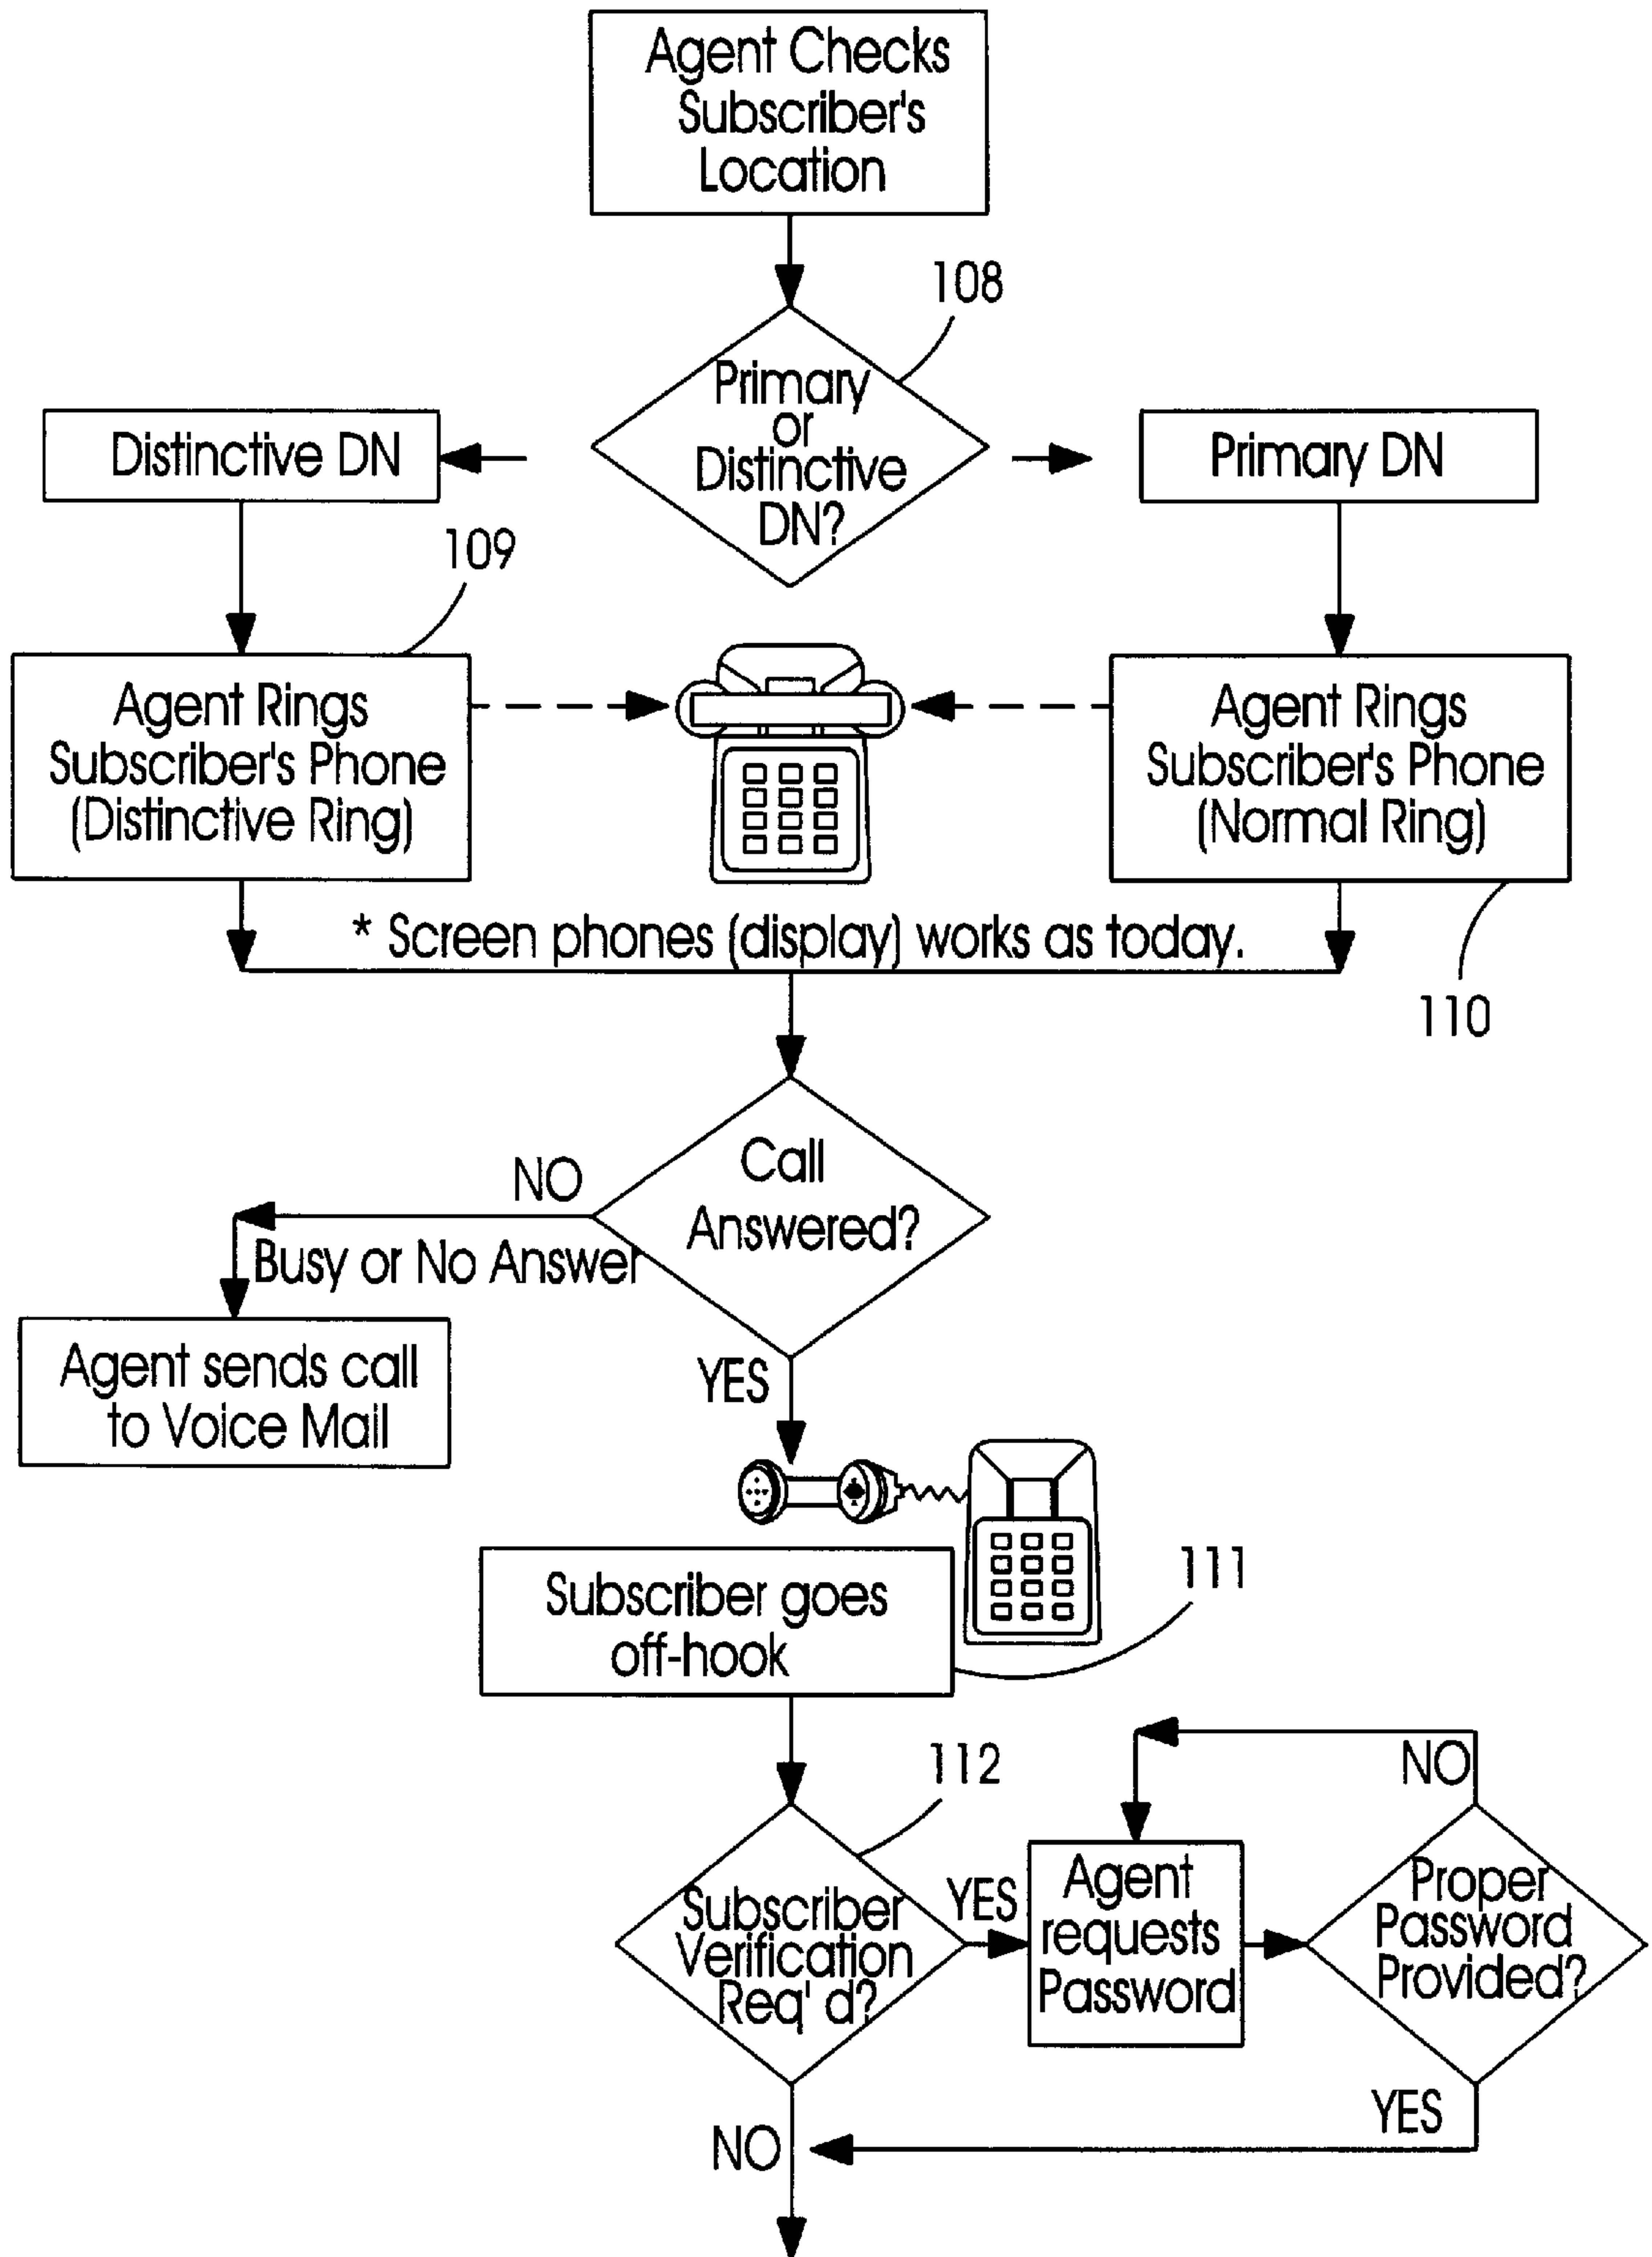 Agent Checks
Subscriber's
Location
108
Primary
or
Distinctive
DN?
Distinctive DN
Primary DN
109
Agent Rings
Subscriber's Phone
(Distinctive Ring)
Agent Rings
Subscriber's Phone
(Normal Ring)
* Screen phones (display) works as today.
110
Call
Answered?
NO
Busy or No Answer
Agent sends call
to Voice Mail
YES
Subscriber goes
off-hook
111
112
Subscriber
Verification
Req' d?
YES
Agent
requests
Password
NO
Proper
Password
Provided?
YES
NO